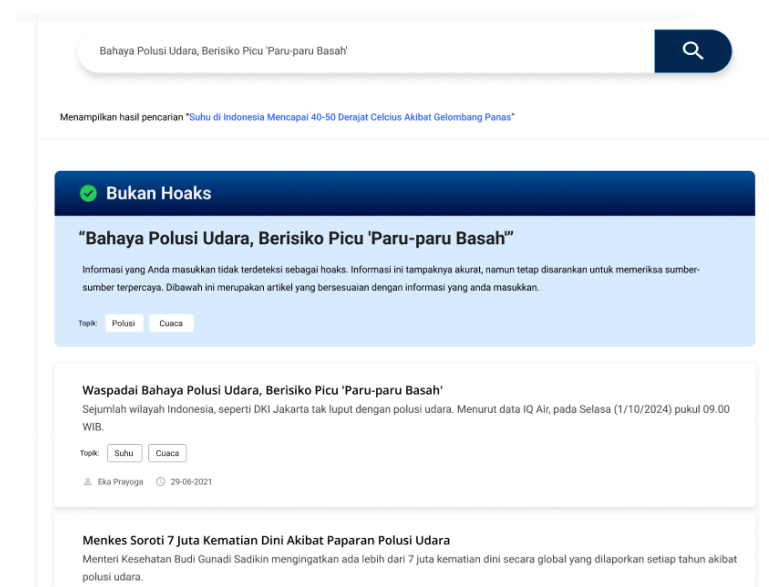 Bahaya Polusi Udara, Berisiko Picu 'Paru-paru Basah'
Menampilkan hasil pencarian "Suhu di Indonesia Mencapai 40-50 Derajat Celcius Akibat Gelombang Panas"
Bukan Hoaks
“Bahaya Polusi Udara, Berisiko Picu 'Paru-paru Basah'”
Informasi yang Anda masukkan tidak terdeteksi sebagai hoaks. Informasi ini tampaknya akurat, namun tetap disarankan untuk memeriksa sumber-
sumber terpercaya. Dibawah ini merupakan artikel yang bersesuaian dengan informasi yang anda masukkan.
Topik: Polusi Cuaca
Waspadai Bahaya Polusi Udara, Berisiko Picu 'Paru-paru Basah'
Sejumlah wilayah Indonesia, seperti DKI Jakarta tak luput dengan polusi udara. Menurut data IQ Air, pada Selasa (1/10/2024) pukul 09.00
WIB.
Topik: Suhu Cuaca
Eka Prayoga 29-06-2021
Menkes Soroti 7 Juta Kematian Dini Akibat Paparan Polusi Udara
Menteri Kesehatan Budi Gunadi Sadikin mengingatkan ada lebih dari 7 juta kematian dini secara global yang dilaporkan setiap tahun akibat
polusi udara.